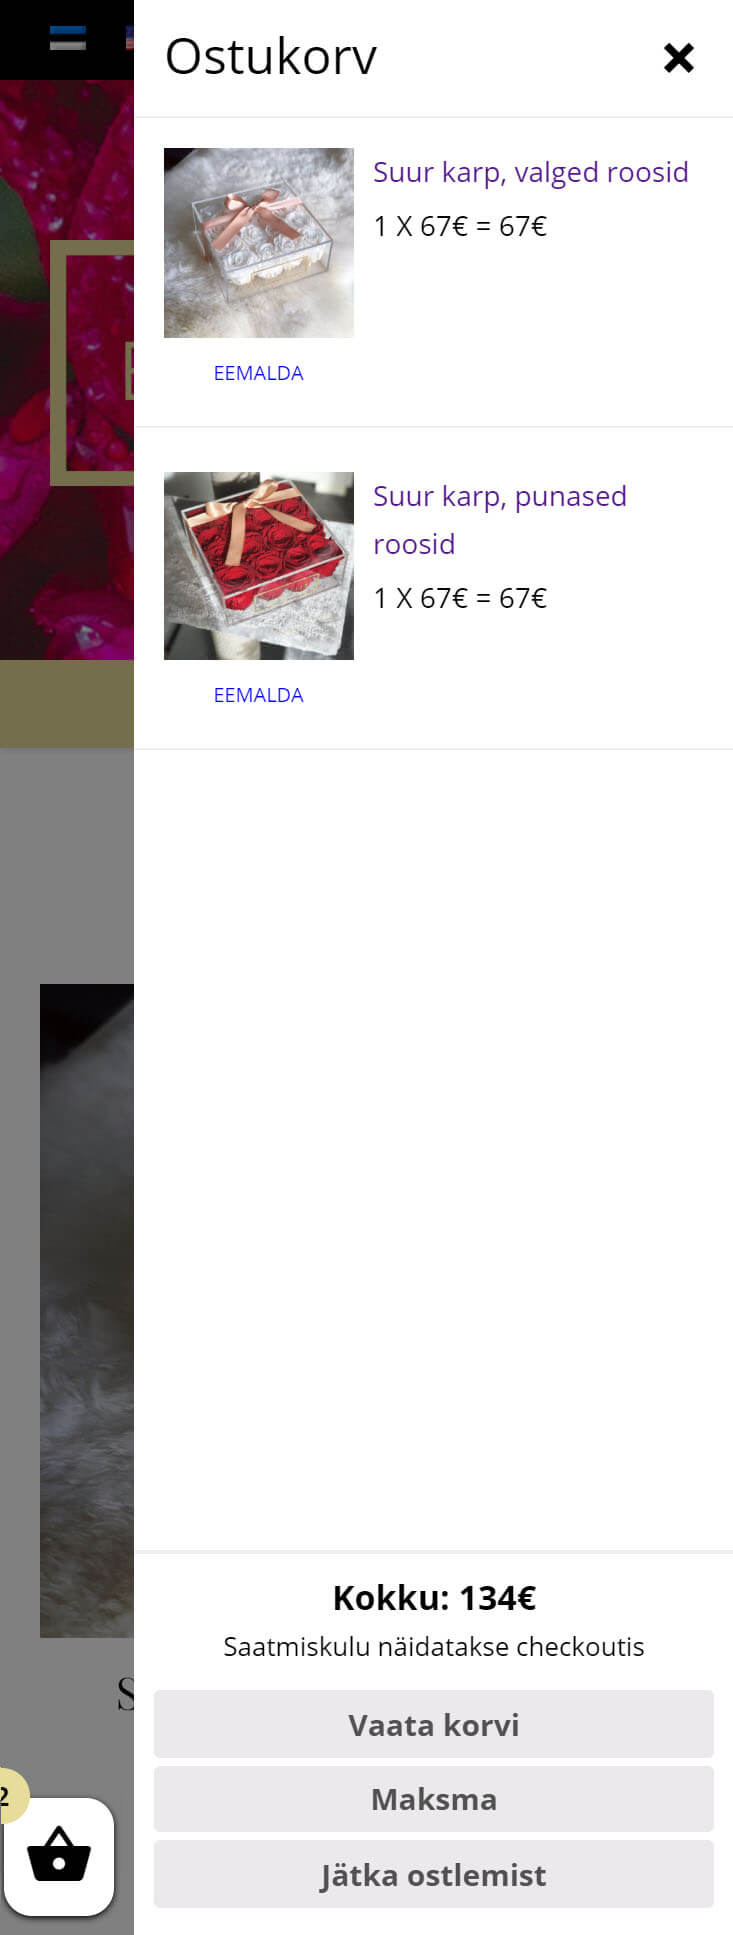 Ostukorv
Suur karp, valged roosid
1 X 67€ = 67€
EEMALDA
Suur karp, punased
roosid
1 X 67€ = 67€
EEMALDA
Kokku: 134€
Saatmiskulu näidatakse checkoutis
Vaata korvi
Maksma
Jätka ostlemist
S
2